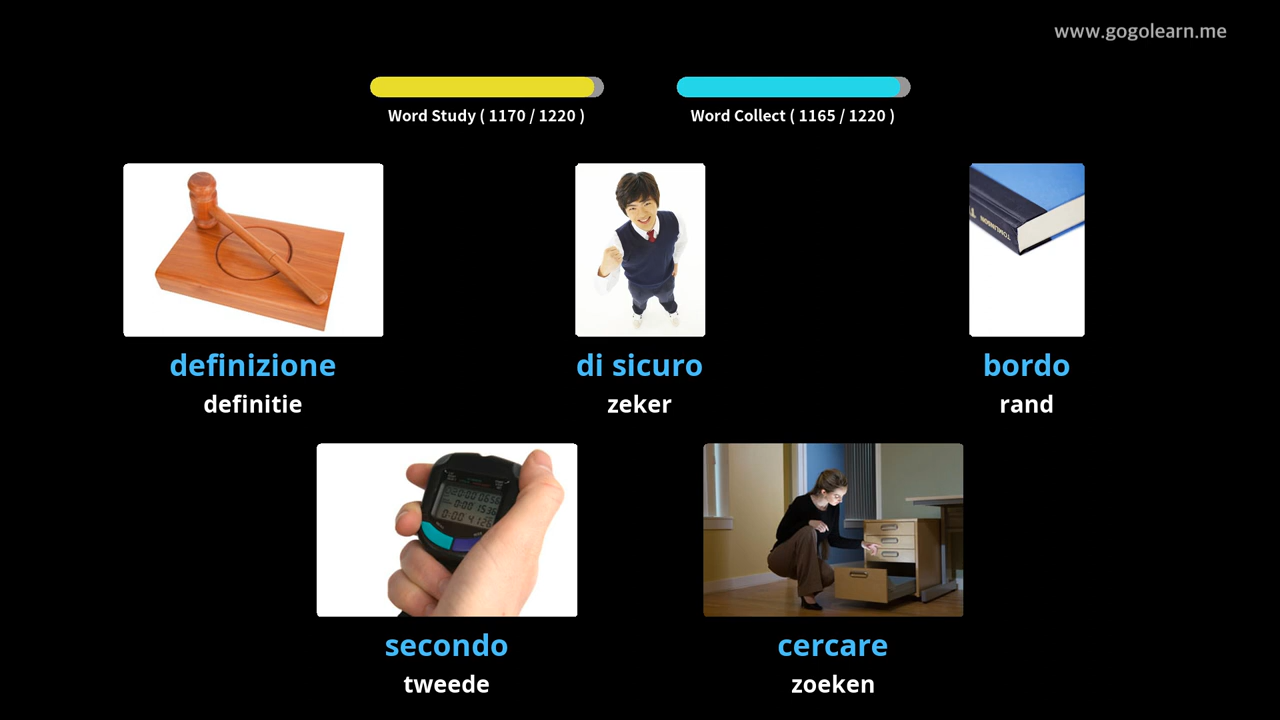 www.gogolearn.me
Word Study ( 1170 / 1220 )
Word Collect ( 1165 / 1220 )
TOMLINSON
definizione
di sicuro
bordo
definitie
zeker
rand
secondo
cercare
tweede
zoeken